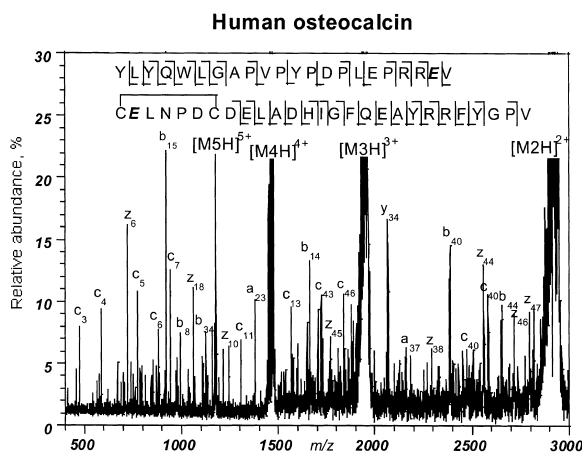 Human osteocalcin
30
Y L Y Q W L G A P V P Y P D P L E P R R E V
C E L N P D C D E L A D H I G F Q E A Y R R F Y G P V
25
b15
[M5H]5+
[M4H]4+
[M3H]3+
[M2H]2+
20
z6
y34
15
c7
b14
b40
z44
c5
z18
a23
c43
c46
c40
b44
z47
10
c4
c13
z46
c3
c6
b8
b34
c11
z45
z10
a37
z38
c40
5
0
Relative abundance, %
500 1000 1500 m/z 2000 2500 3000